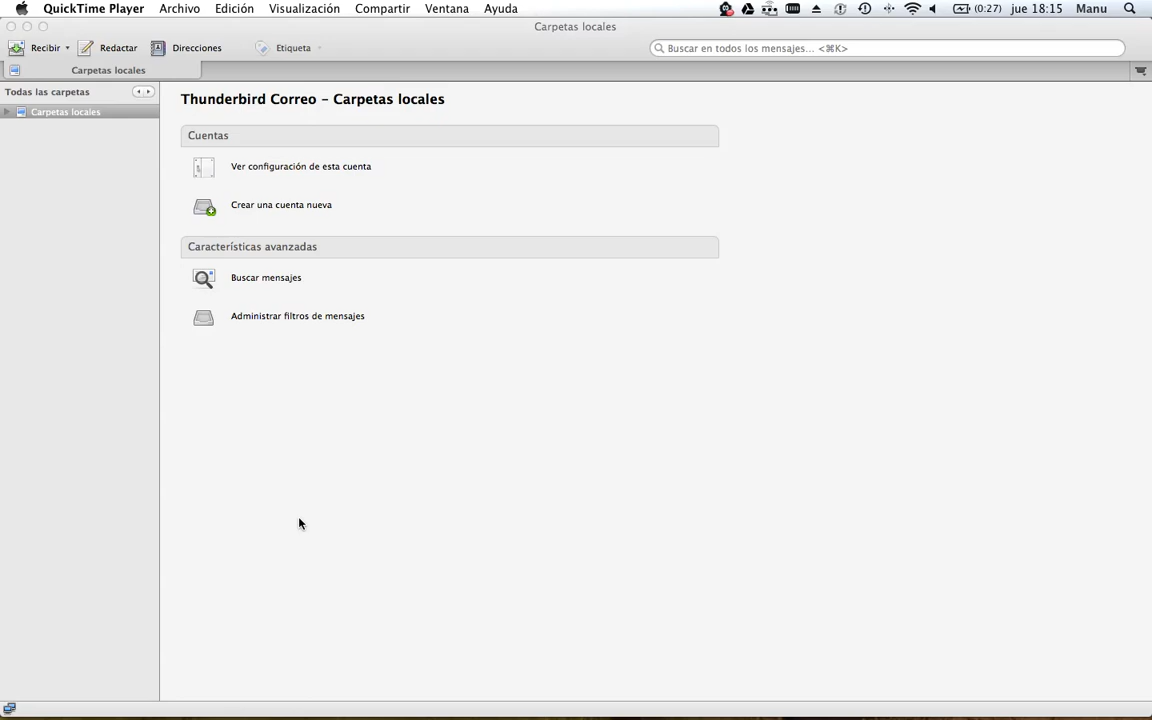 QuickTime Player Archivo Edición Visualización Compartir Ventana Ayuda (0:27) jue 18:15 Manu
Carpetas locales
Recibir Redactar Direcciones Etiqueta Buscar en todos los mensajes... <⌘K>
Carpetas locales
Todas las carpetas
Carpetas locales
Thunderbird Correo – Carpetas locales
Cuentas
Ver configuración de esta cuenta
Crear una cuenta nueva
Características avanzadas
Buscar mensajes
Administrar filtros de mensajes